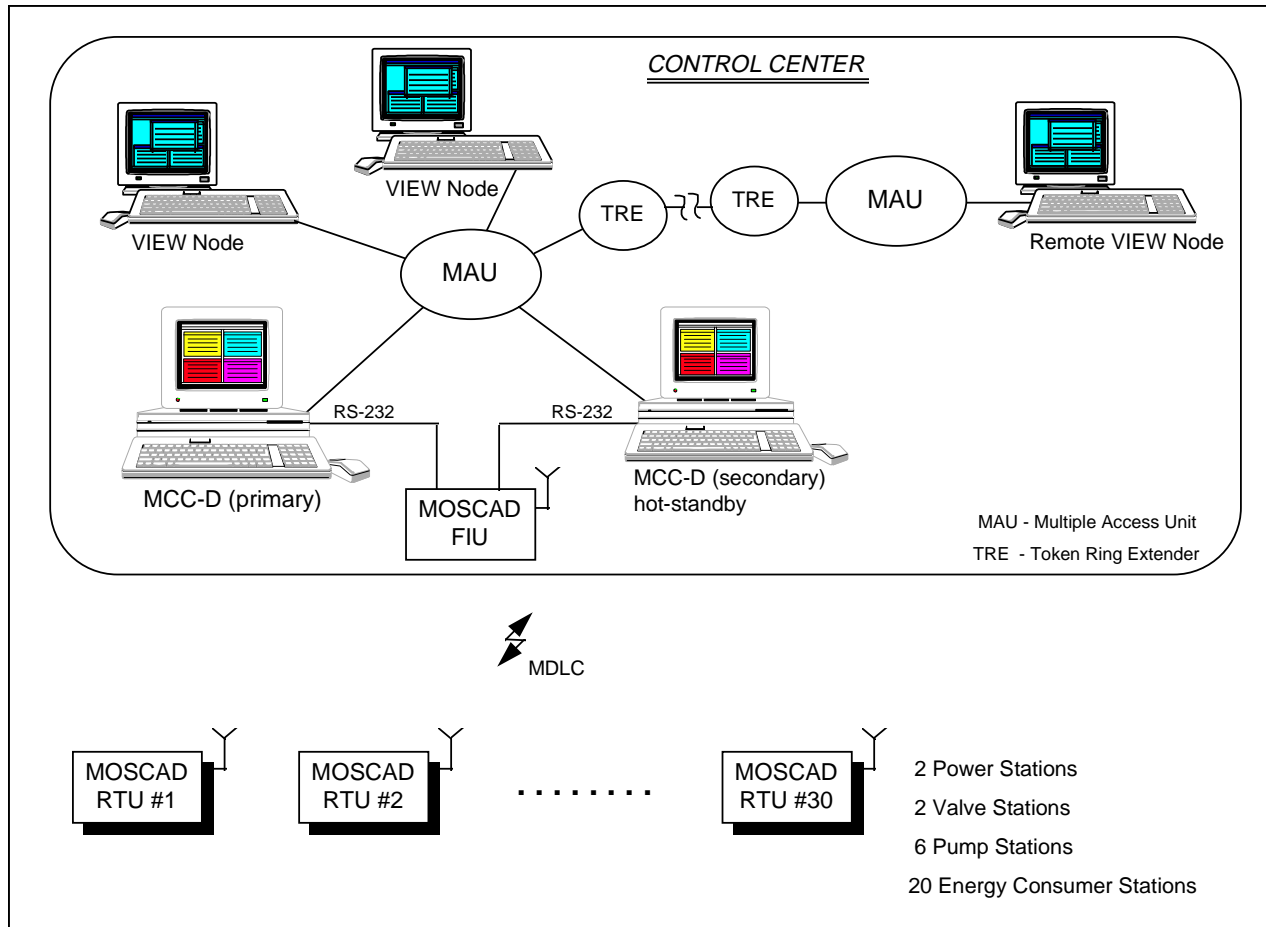 CONTROL CENTER
VIEW Node
VIEW Node
TRE
TRE
MAU
Remote VIEW Node
MAU
RS-232
RS-232
MCC-D (primary)
MOSCAD
FIU
MCC-D (secondary)
hot-standby
MAU - Multiple Access Unit
TRE - Token Ring Extender
MDLC
MOSCAD
RTU #1
MOSCAD
RTU #2
. . . . . . . .
MOSCAD
RTU #30
2 Power Stations
2 Valve Stations
6 Pump Stations
20 Energy Consumer Stations